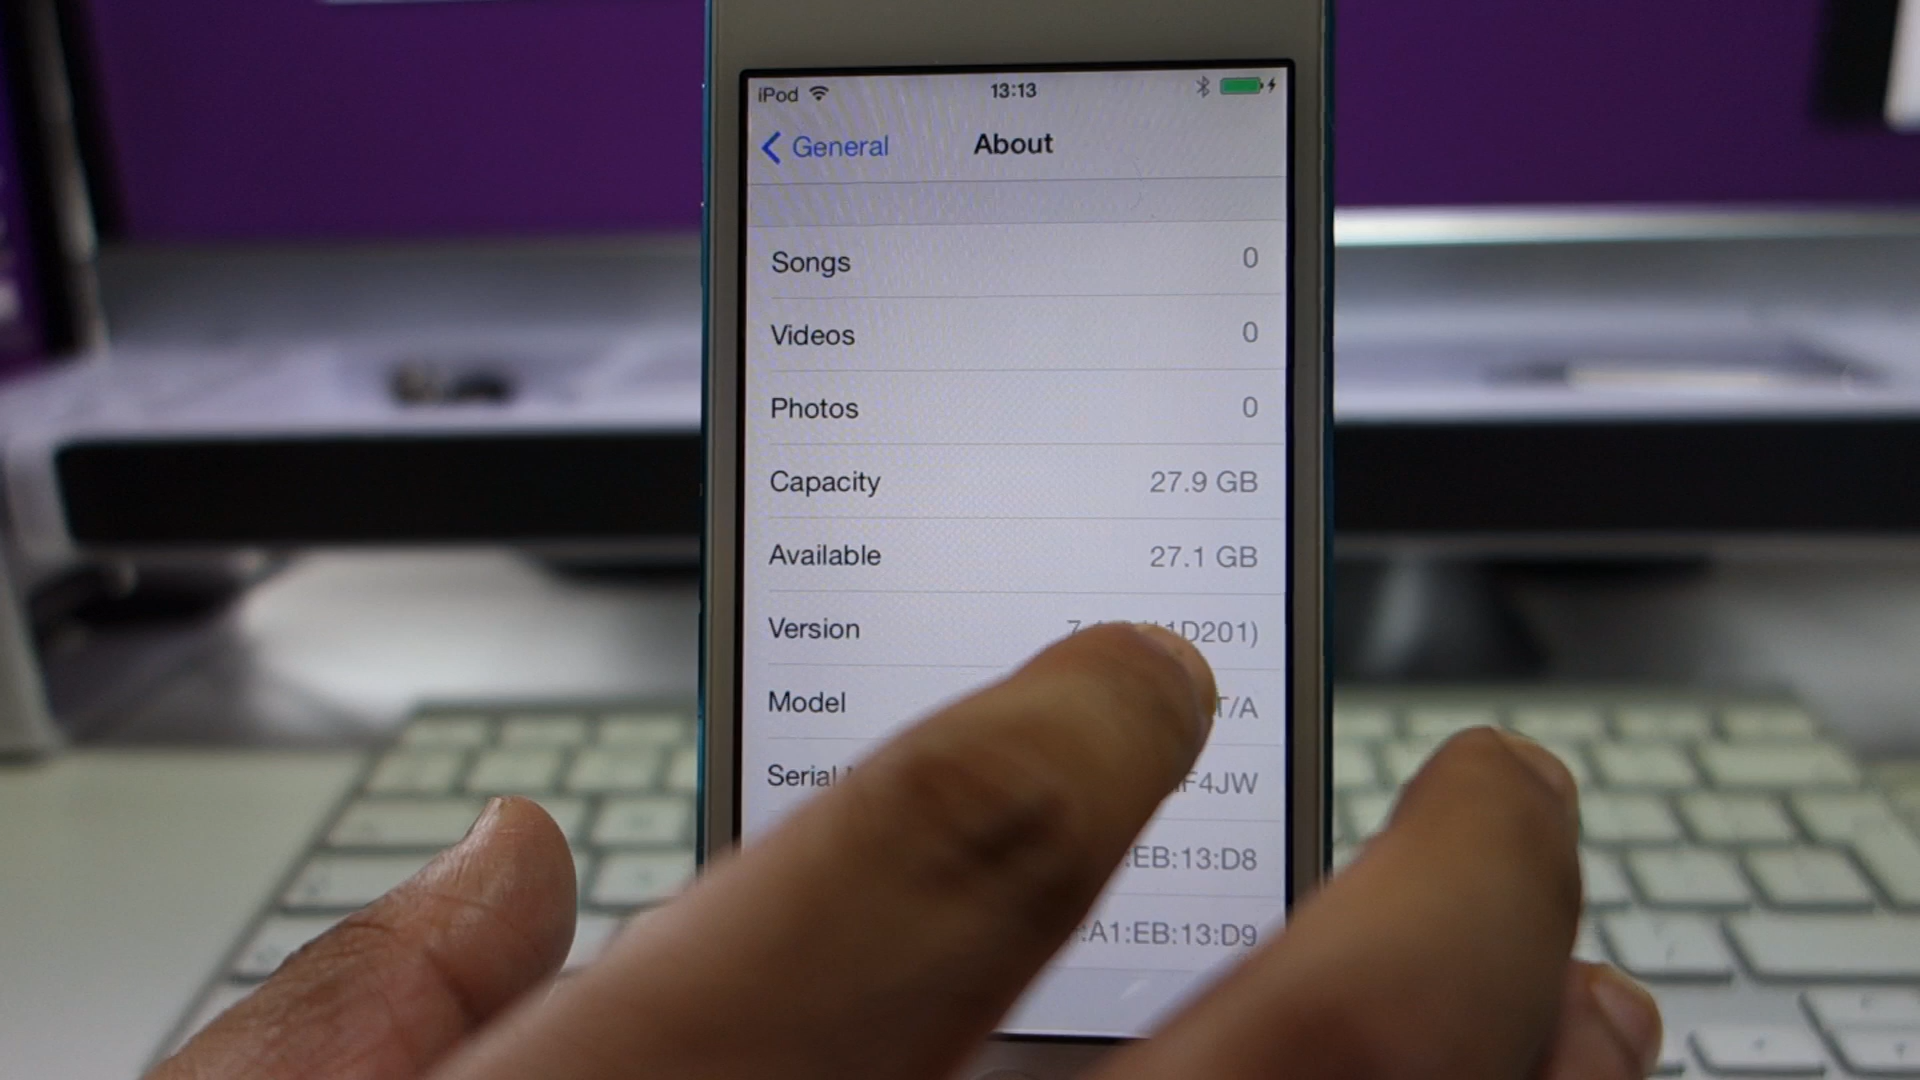 iPod 13:13
General About
Songs 0
Videos 0
Photos 0
Capacity 27.9 GB
Available 27.1 GB
Version 1D201)
Model T/A
Serial F4JW
:EB:13:D8
:A1:EB:13:D9